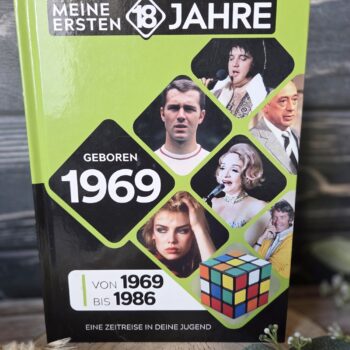 MEINE
ERSTEN 18 JAHRE
GEBOREN
1969
VON 1969
BIS 1986
EINE ZEITREISE IN DEINE JUGEND